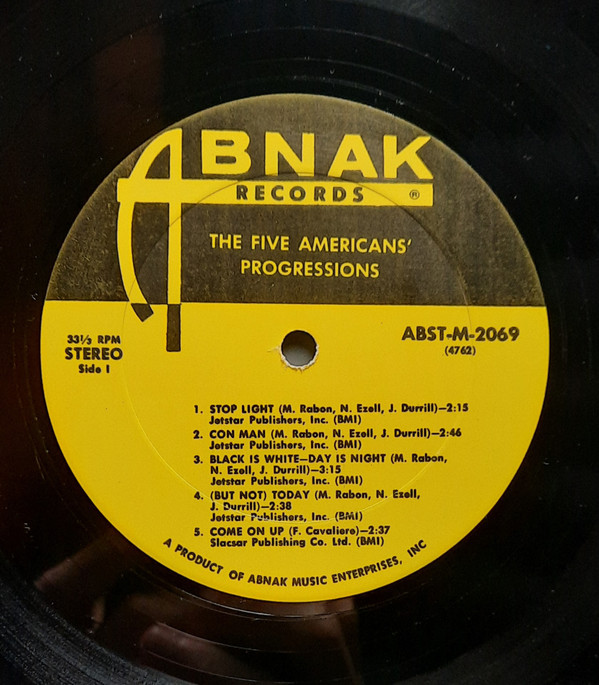 ABNAK
RECORDS ®
THE FIVE AMERICANS'
PROGRESSIONS
33⅓ RPM
STEREO
Side 1
ABST-M-2069
(4762)
1. STOP LIGHT (M. Rabon, N. Ezell, J. Durrill)—2:15
Jetstar Publishers, Inc. (BMI)
2. CON MAN (M. Rabon, N. Ezell, J. Durrill)—2:46
Jetstar Publishers, Inc. (BMI)
3. BLACK IS WHITE—DAY IS NIGHT (M. Rabon,
N. Ezell, J. Durrill)—3:15
Jetstar Publishers, Inc. (BMI)
4. (BUT NOT) TODAY (M. Rabon, N. Ezell,
J. Durrill)—2:38
Jetstar Publishers, Inc. (BMI)
5. COME ON UP (F. Cavaliero)—2:37
Slacsar Publishing Co. Ltd. (BMI)
A PRODUCT OF ABNAK MUSIC ENTERPRISES, INC